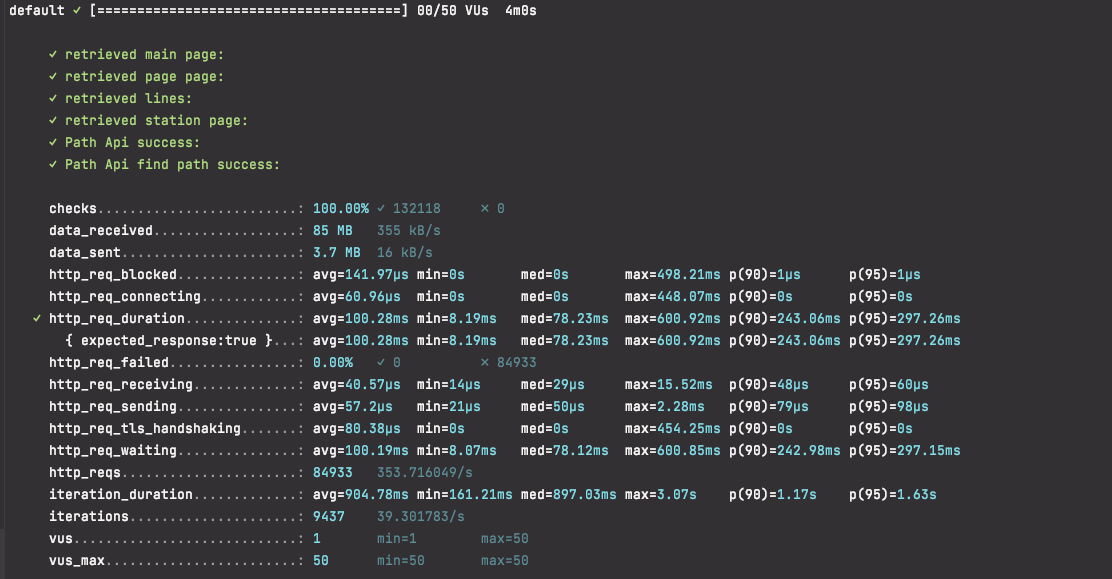 default ✓ [======================================] 00/50 VUs  4m0s
✓ retrieved main page:
✓ retrieved page page:
✓ retrieved lines:
✓ retrieved station page:
✓ Path Api success:
✓ Path Api find path success:
checks.........................: 100.00% ✓ 132118     ✗ 0
data_received..................: 85 MB   355 kB/s
data_sent......................: 3.7 MB  16 kB/s
http_req_blocked...............: avg=141.97µs min=0s       med=0s       max=498.21ms p(90)=1µs      p(95)=1µs
http_req_connecting............: avg=60.96µs  min=0s       med=0s       max=448.07ms p(90)=0s       p(95)=0s
✓ http_req_duration..............: avg=100.28ms min=8.19ms   med=78.23ms  max=600.92ms p(90)=243.06ms p(95)=297.26ms
{ expected_response:true }...: avg=100.28ms min=8.19ms   med=78.23ms  max=600.92ms p(90)=243.06ms p(95)=297.26ms
http_req_failed................: 0.00%   ✓ 0          ✗ 84933
http_req_receiving.............: avg=40.57µs  min=14µs     med=29µs     max=15.52ms  p(90)=48µs     p(95)=60µs
http_req_sending...............: avg=57.2µs   min=21µs     med=50µs     max=2.28ms   p(90)=79µs     p(95)=98µs
http_req_tls_handshaking.......: avg=80.38µs  min=0s       med=0s       max=454.25ms p(90)=0s       p(95)=0s
http_req_waiting...............: avg=100.19ms min=8.07ms   med=78.12ms  max=600.85ms p(90)=242.98ms p(95)=297.15ms
http_reqs......................: 84933   353.716049/s
iteration_duration.............: avg=904.78ms min=161.21ms med=897.03ms max=3.07s    p(90)=1.17s    p(95)=1.63s
iterations.....................: 9437    39.301783/s
vus............................: 1       min=1        max=50
vus_max........................: 50      min=50       max=50